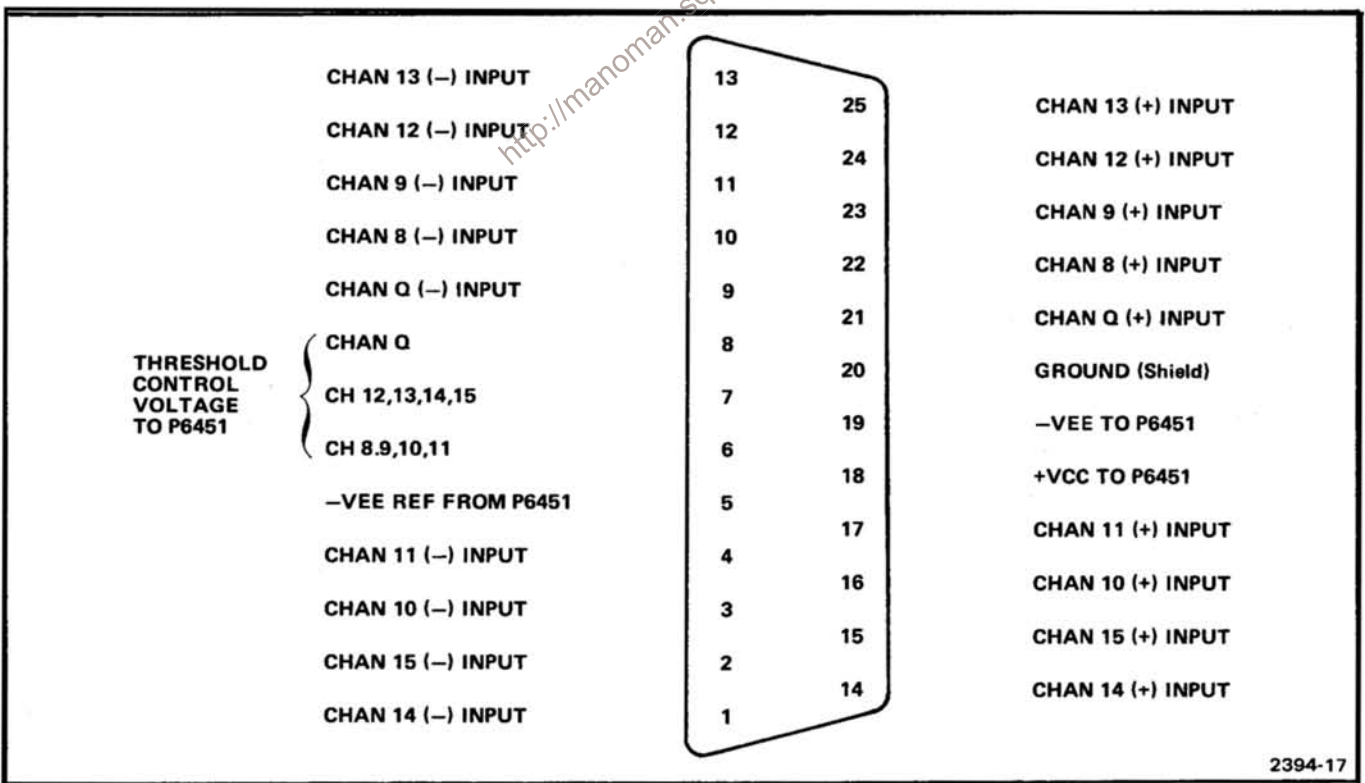 http://manoman.sq
CHAN 13 (–) INPUT 13
25 CHAN 13 (+) INPUT
CHAN 12 (–) INPUT 12
24 CHAN 12 (+) INPUT
CHAN 9 (–) INPUT 11
23 CHAN 9 (+) INPUT
CHAN 8 (–) INPUT 10
22 CHAN 8 (+) INPUT
CHAN Q (–) INPUT 9
21 CHAN Q (+) INPUT
THRESHOLD
CONTROL
VOLTAGE
TO P6451
CHAN Q 8
20 GROUND (Shield)
CH 12,13,14,15 7
19 –VEE TO P6451
CH 8.9,10,11 6
18 +VCC TO P6451
–VEE REF FROM P6451 5
17 CHAN 11 (+) INPUT
CHAN 11 (–) INPUT 4
16 CHAN 10 (+) INPUT
CHAN 10 (–) INPUT 3
15 CHAN 15 (+) INPUT
CHAN 15 (–) INPUT 2
14 CHAN 14 (+) INPUT
CHAN 14 (–) INPUT 1
2394-17